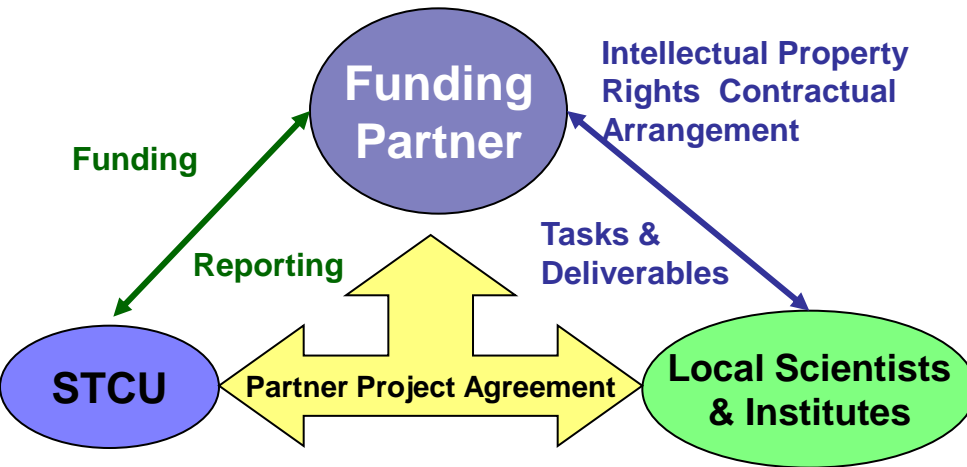 Funding
Partner
Intellectual Property
Rights Contractual
Arrangement
Funding
Reporting
Tasks &
Deliverables
STCU
Partner Project Agreement
Local Scientists
& Institutes